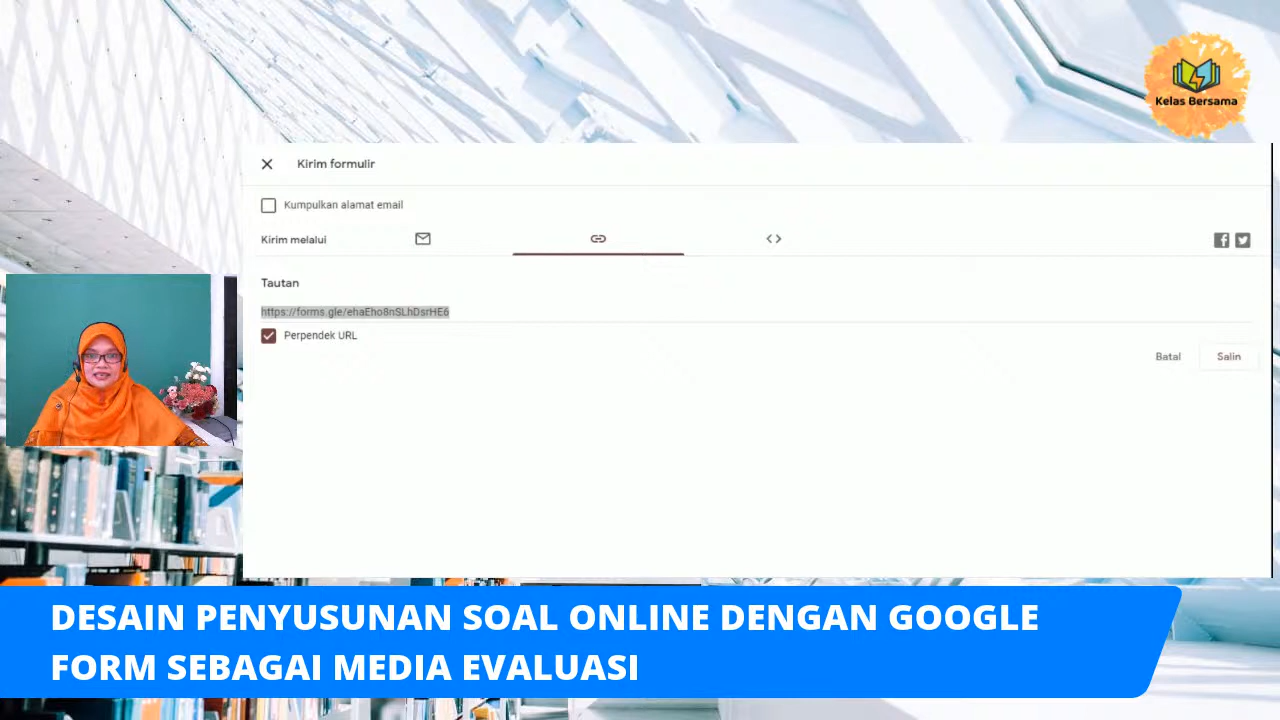 Kelas Bersama
Kirim formulir
Kumpulkan alamat email
Kirim melalui
Tautan
https://forms.gle/ehaEho8nSLhDsrHE6
Perpendek URL
Batal
Salin
DESAIN PENYUSUNAN SOAL ONLINE DENGAN GOOGLE
FORM SEBAGAI MEDIA EVALUASI